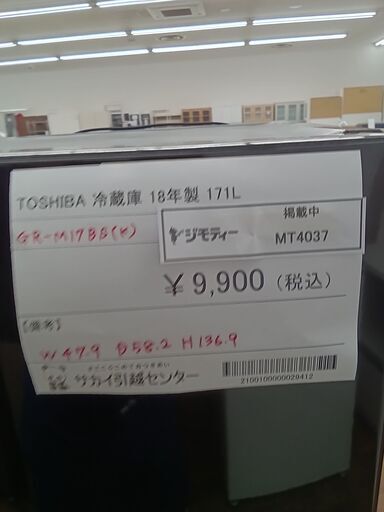 TOSHIBA 冷蔵庫 18年製 171L
GR-M17BS(K)
ジモティー
掲載中
MT4037
¥9,900（税込）
【備考】
W47.9 D58.2 H136.9
サカイ引越センター
2100100000029412